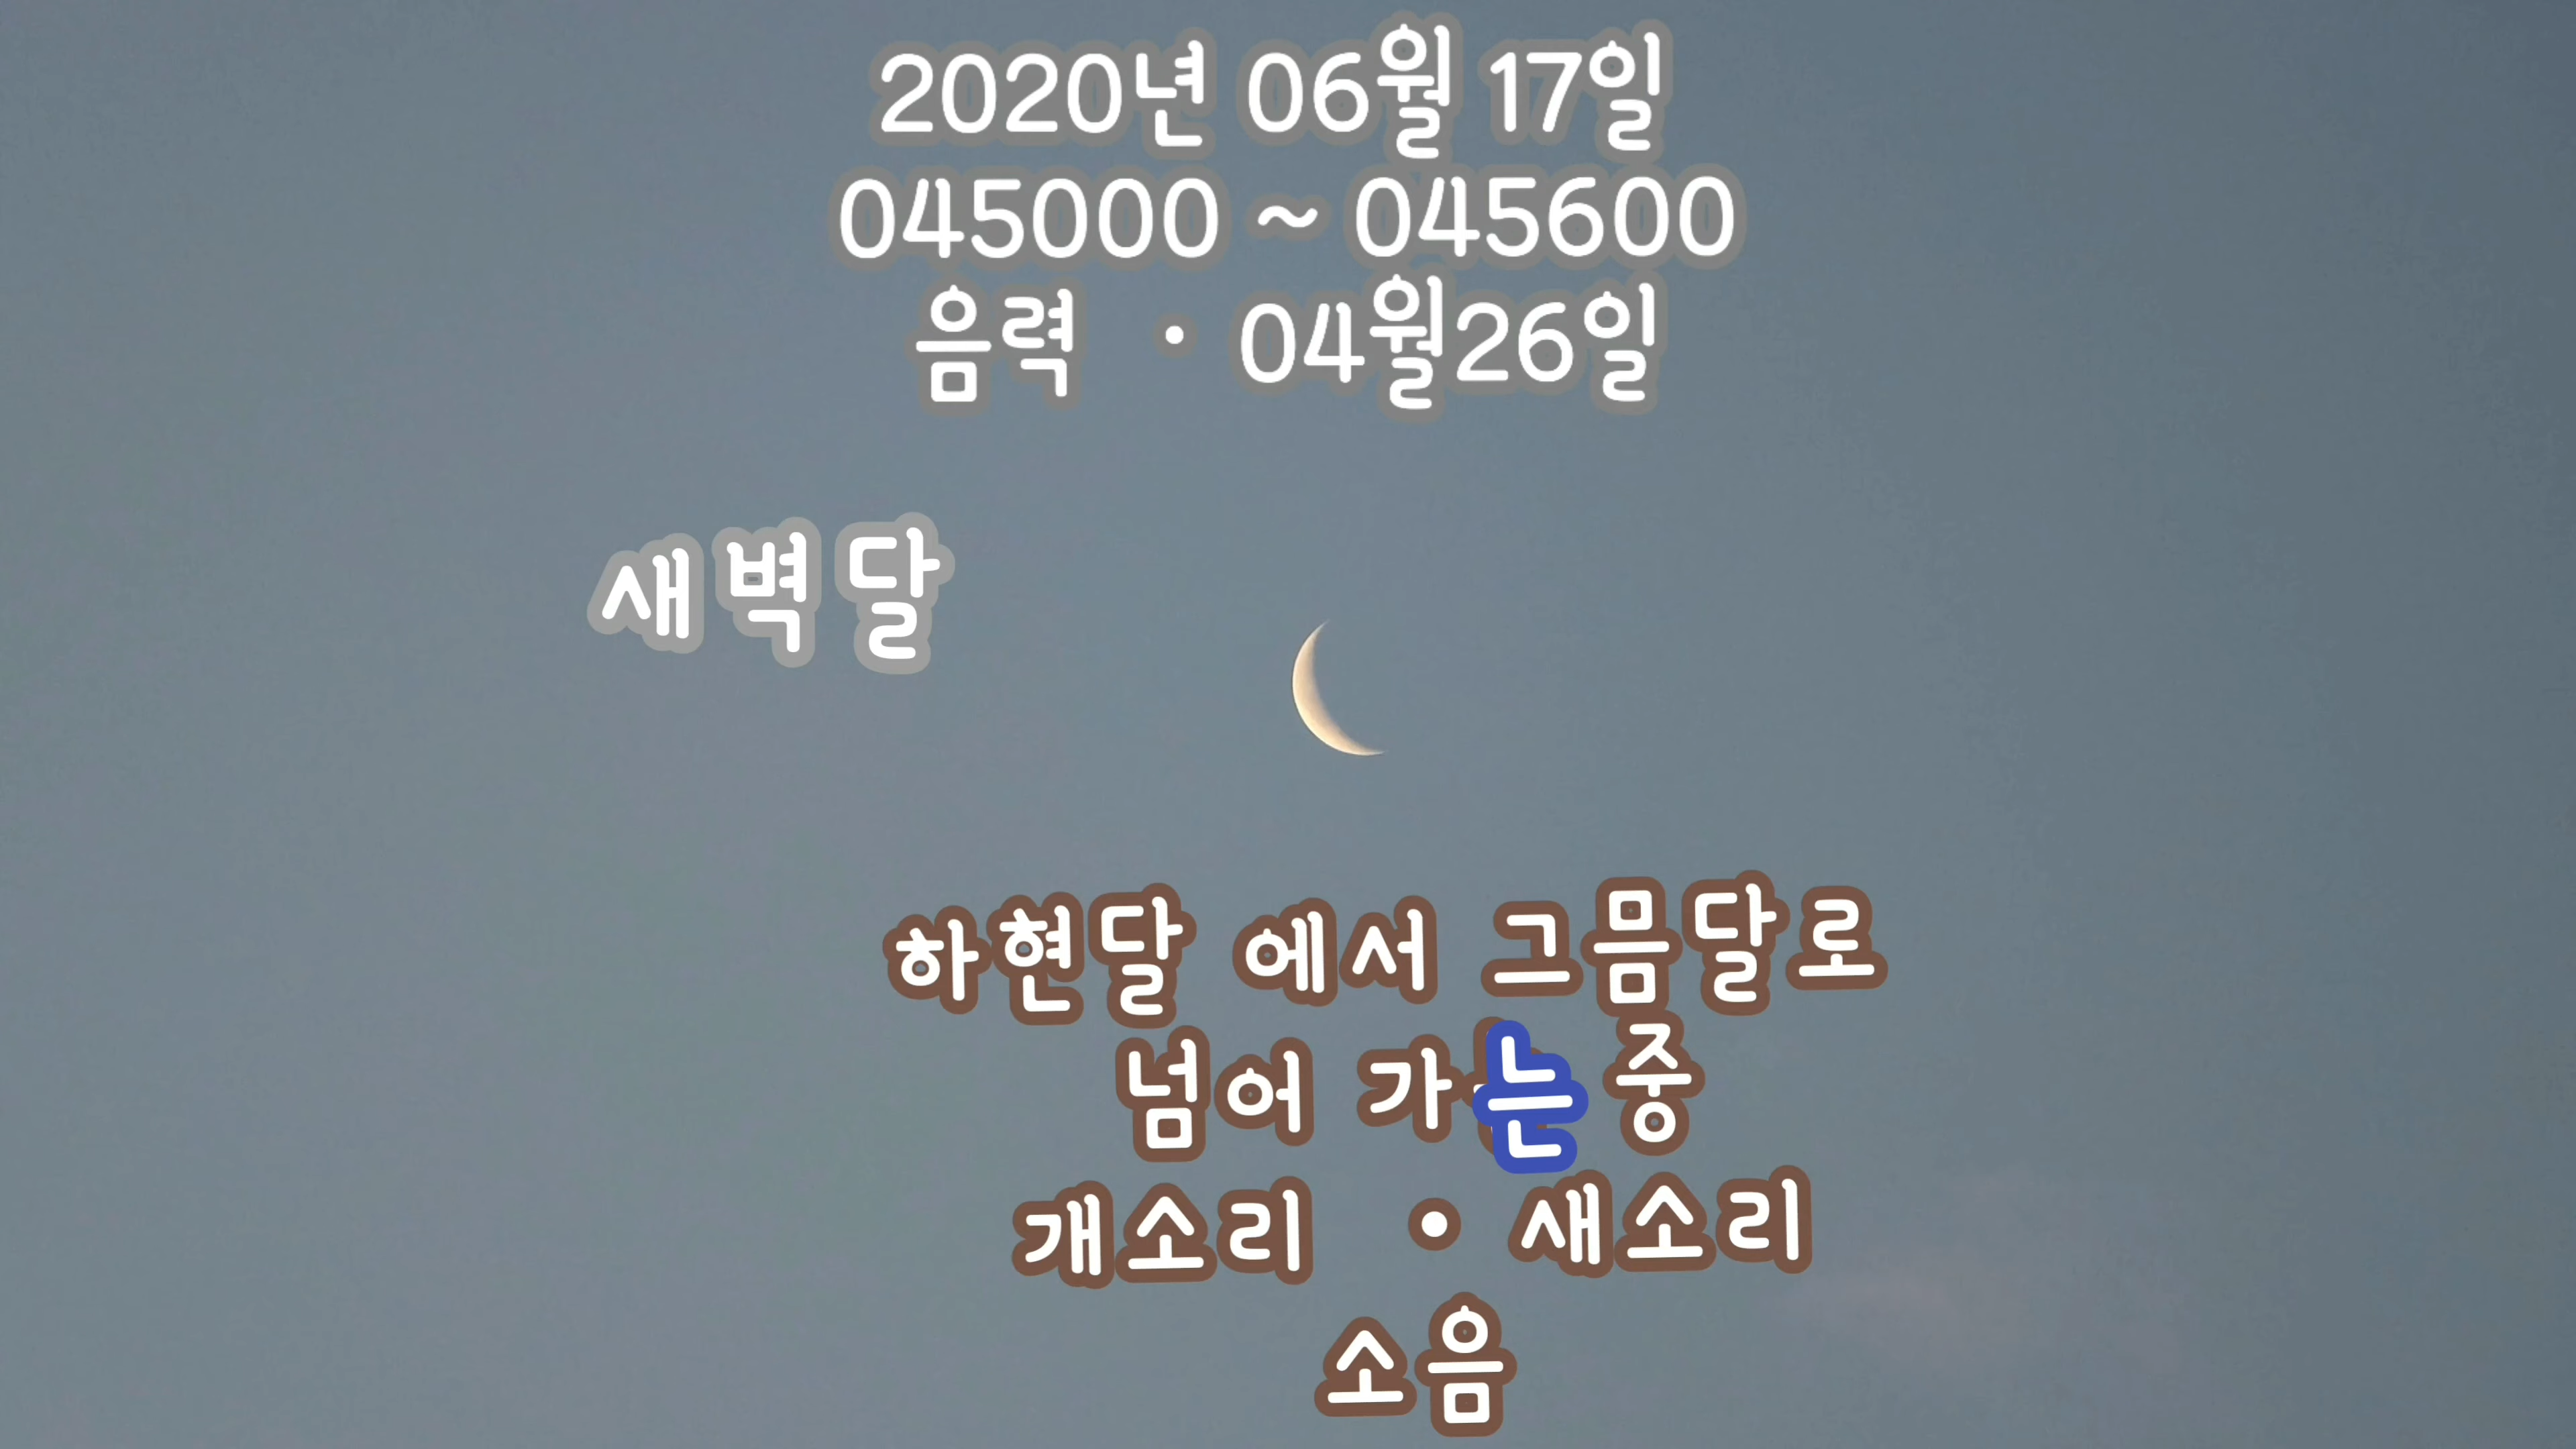 2020년 06월 17일
045000 ~ 045600
음력 • 04월26일
새벽달
하현달 에서 그믐달로
넘어 가는 중
개소리 • 새소리
소음